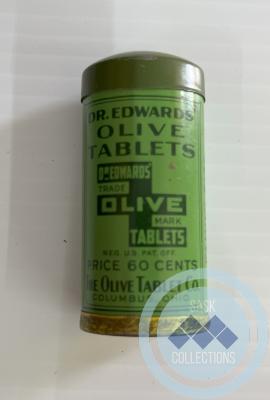 DR. EDWARDS'
OLIVE
TABLETS
DR EDWARDS'
TRADE
OLIVE
MARK
TABLETS
REG. U.S. PAT. OFF.
PRICE 60 CENTS
THE OLIVE TABLET CO.
COLUMBUS, OHIO.
SASK
COLLECTIONS